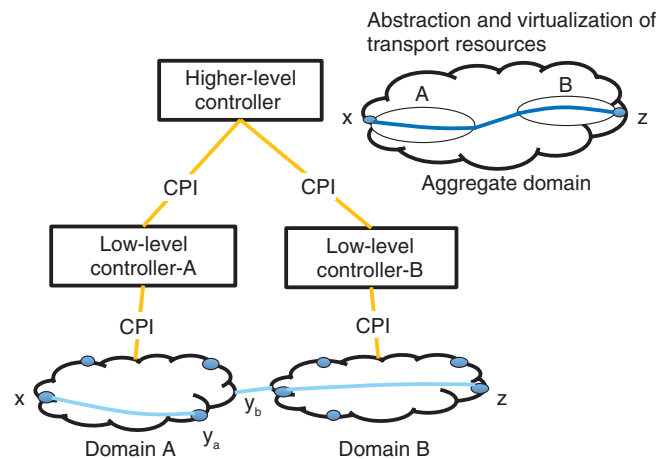 Abstraction and virtualization of
transport resources
Higher-level
controller
A
B
x
z
Aggregate domain
CPI
CPI
Low-level
controller-A
Low-level
controller-B
CPI
CPI
x
y_a
y_b
z
Domain A
Domain B